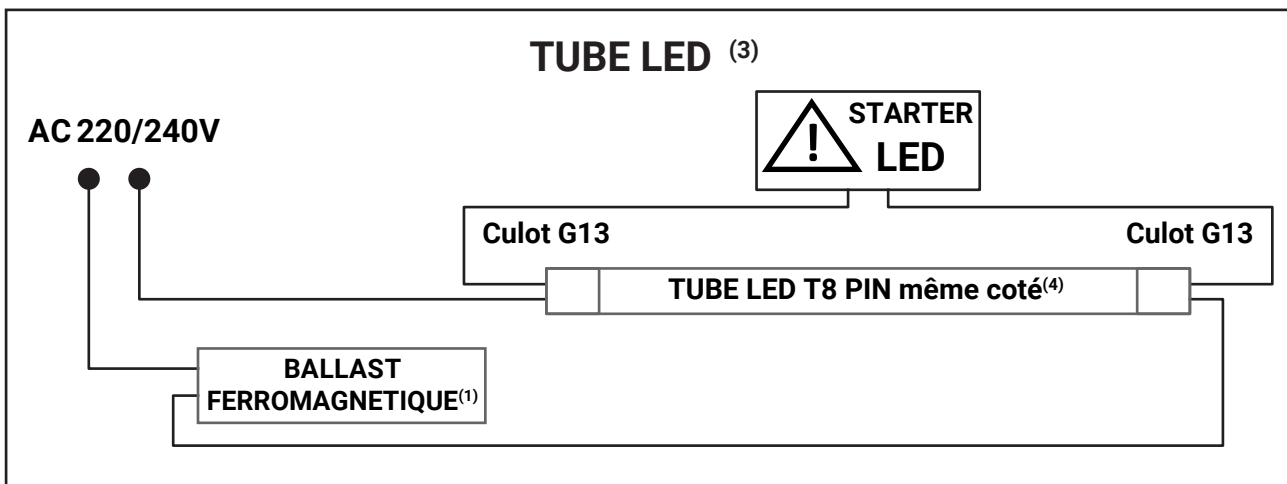 TUBE LED (3)
AC 220/240V
!
STARTER
LED
Culot G13
Culot G13
TUBE LED T8 PIN même coté(4)
BALLAST
FERROMAGNETIQUE(1)